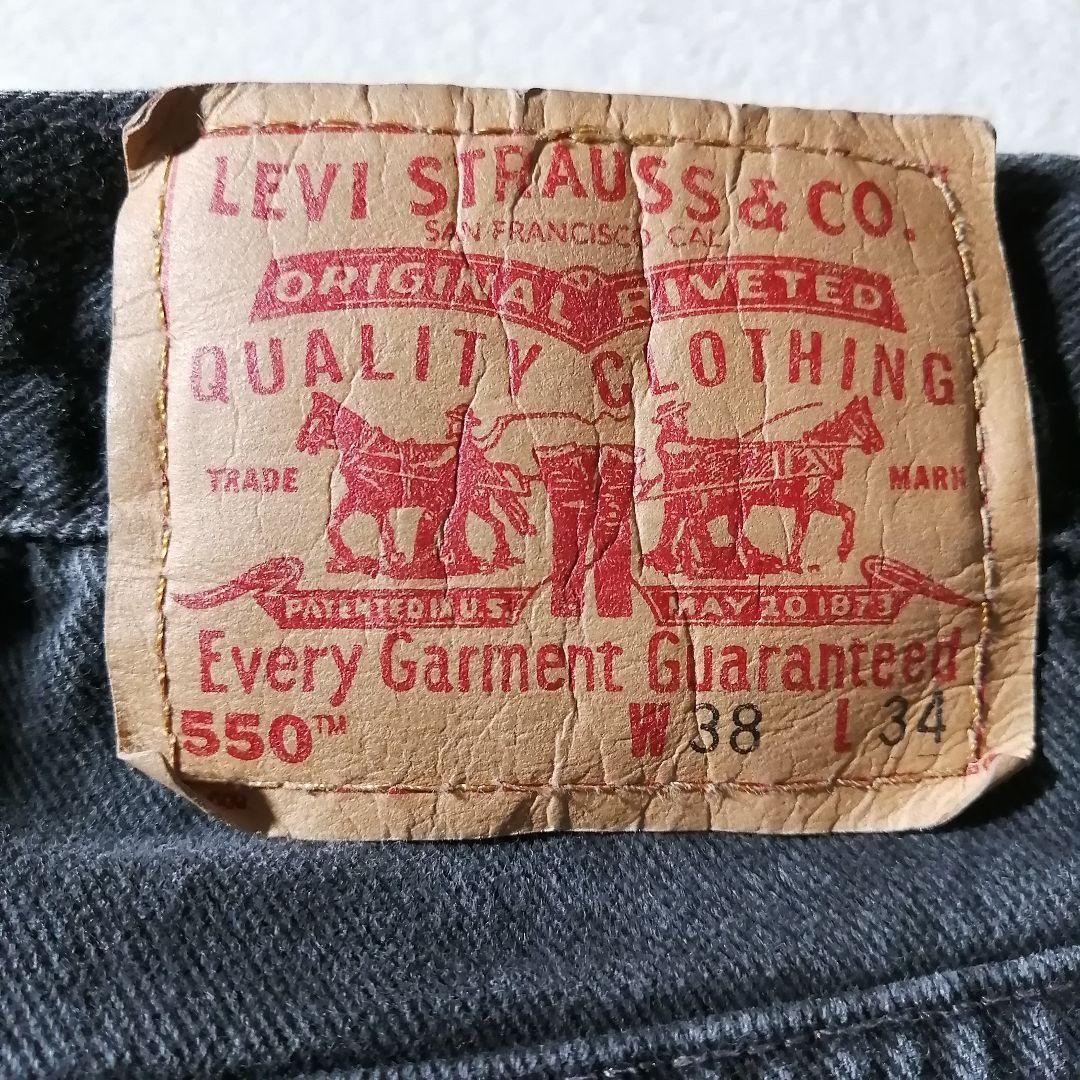 LEVI STRAUSS & CO.
SAN FRANCISCO CAL
ORIGINAL RIVETED
QUALITY CLOTHING
TRADE MARK
PATENTED IN U.S. MAY 20 1873
Every Garment Guaranteed
550™ W 38 L 34